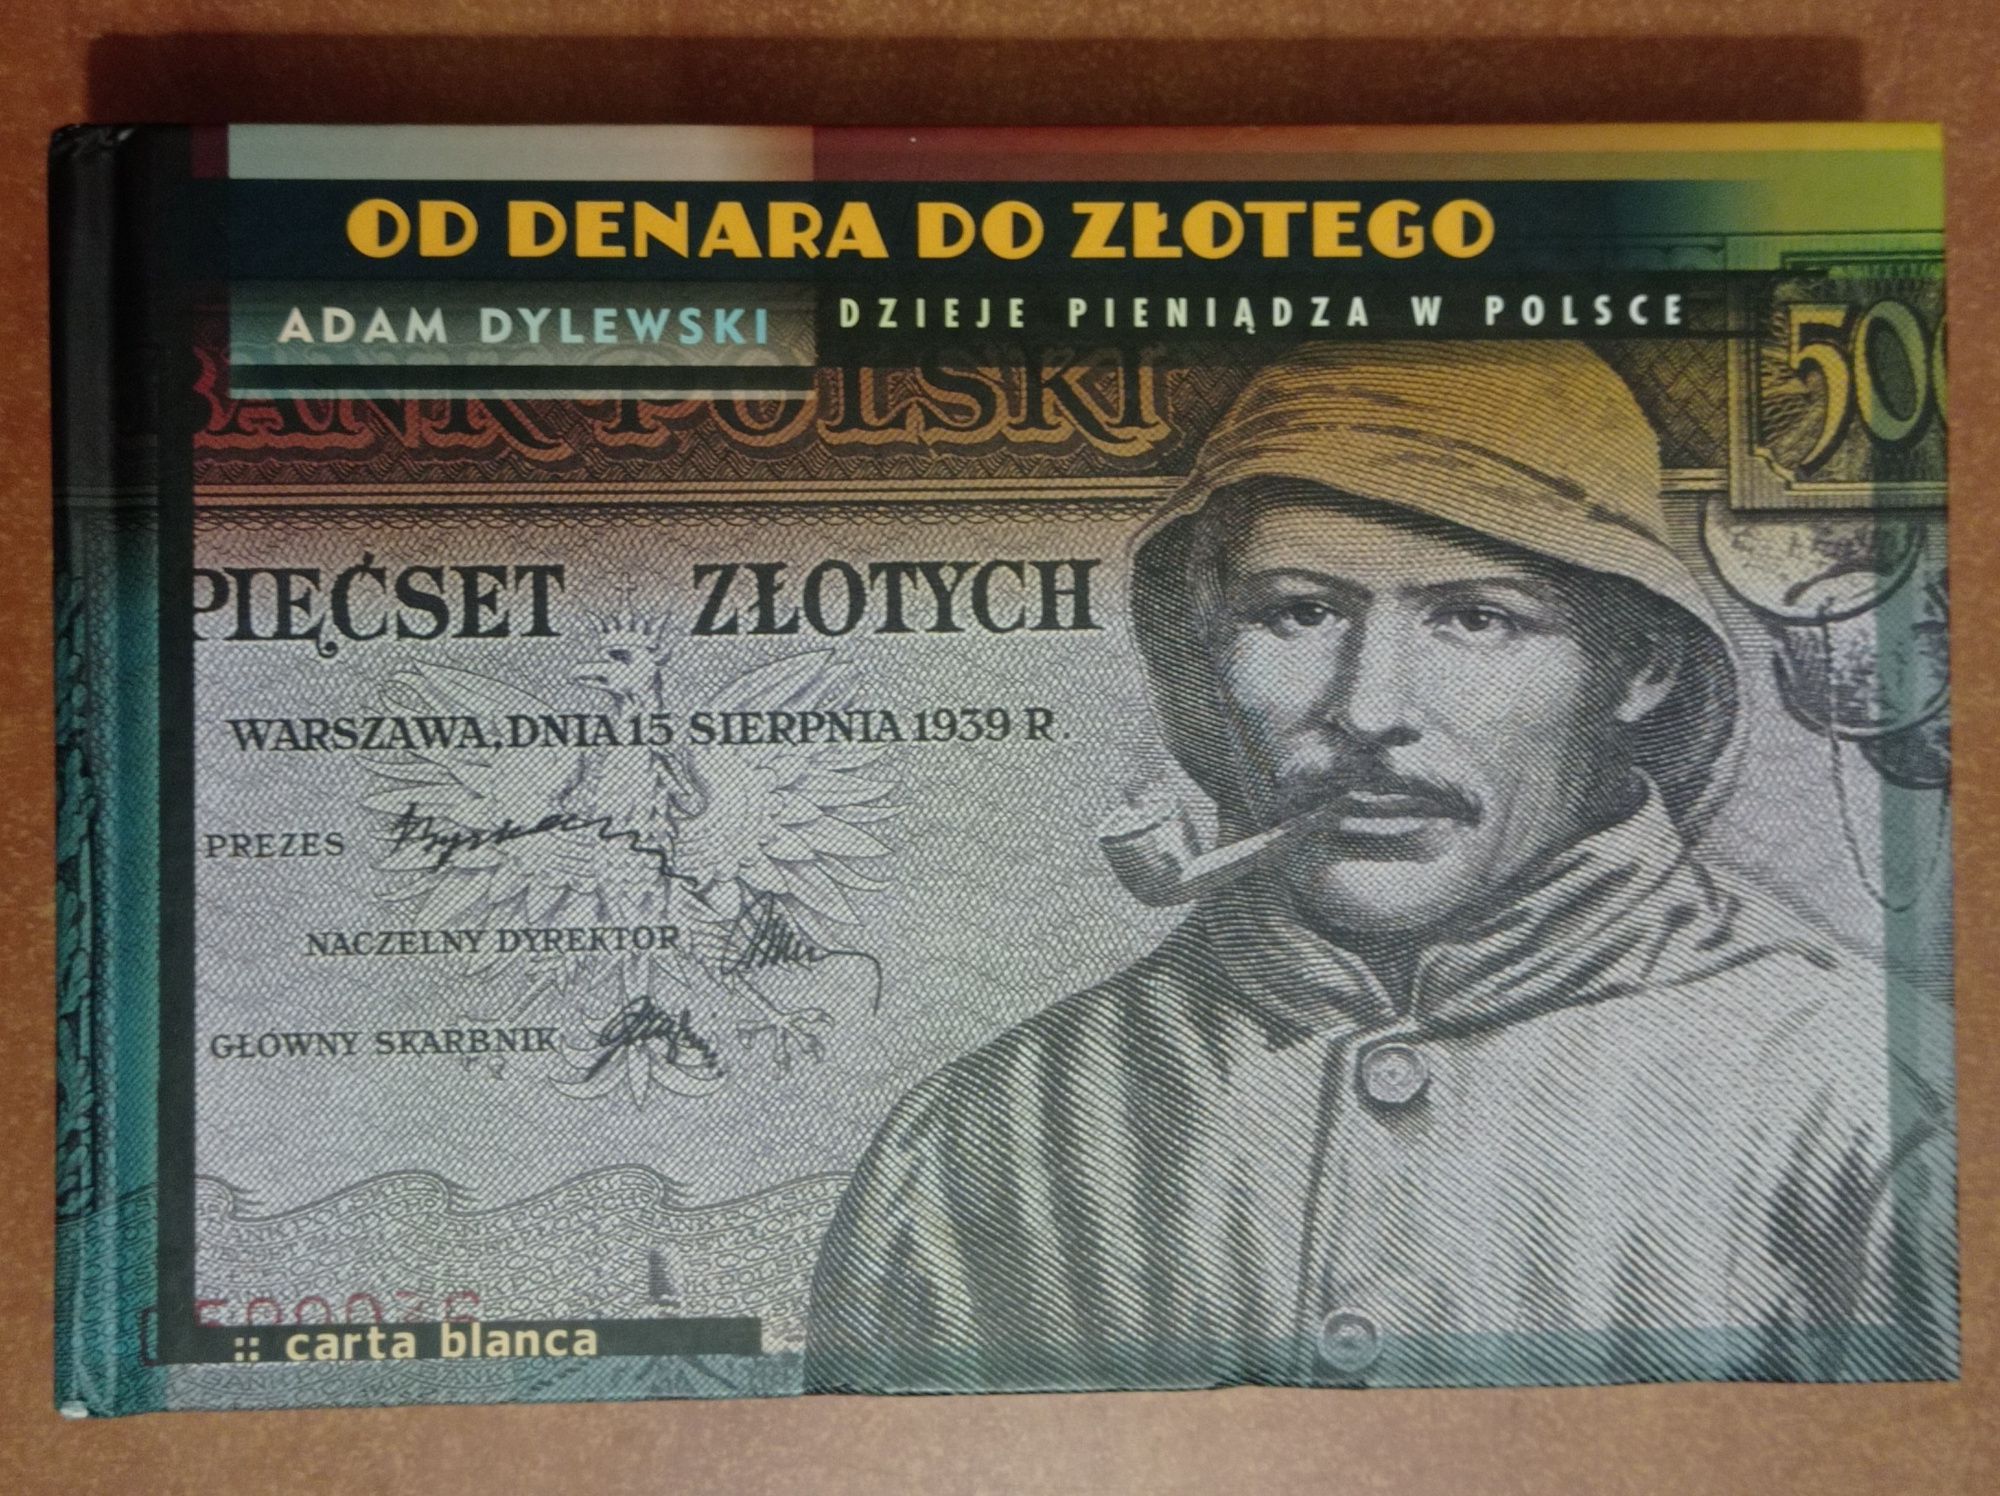 OD DENARA DO ZŁOTEGO
ADAM DYLEWSKI
DZIEJE PIENIĄDZA W POLSCE
BANK POLSKI
500
PIĘĆSET ZŁOTYCH
WARSZAWA, DNIA 15 SIERPNIA 1939 R.
PREZES
NACZELNY DYREKTOR
GŁOWNY SKARBNIK
:: carta blanca